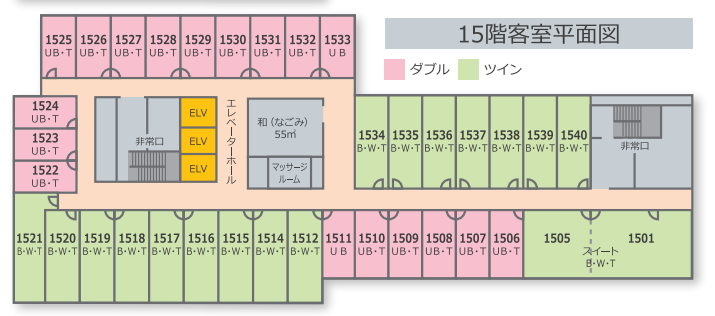 15階客室平面図
ダブル ツイン
1525 1526 1527 1528 1529 1530 1531 1532 1533
UB・T UB・T UB・T UB・T UB・T UB・T UB・T UB・T U B
1524
UB・T
1523
UB・T
1522
UB・T
非常口
ELV
ELV
ELV
エレベーターホール
和（なごみ）
55㎡
マッサージ
ルーム
1534 1535 1536 1537 1538 1539 1540
B・W・T B・W・T B・W・T B・W・T B・W・T B・W・T B・W・T
非常口
1521 1520 1519 1518 1517 1516 1515 1514 1512 1511 1510 1509 1508 1507 1506 1505 1501
B・W・T B・W・T B・W・T B・W・T B・W・T B・W・T B・W・T B・W・T B・W・T U B UB・T UB・T UB・T UB・T UB・T スイート
B・W・T